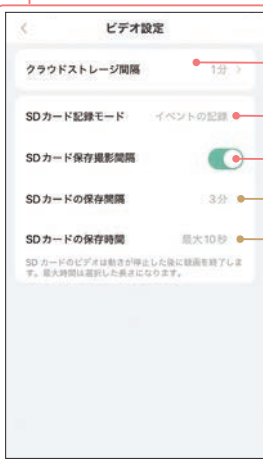 ビデオ設定
クラウドストレージ間隔 1分
SDカード記録モード イベントの記録
SDカード保存撮影間隔
SDカードの保存間隔 3分
SDカードの保存時間 最大10秒
SD カードのビデオは動きが停止した後に録画を終了しま
す。最大時間は選択した長さになります。